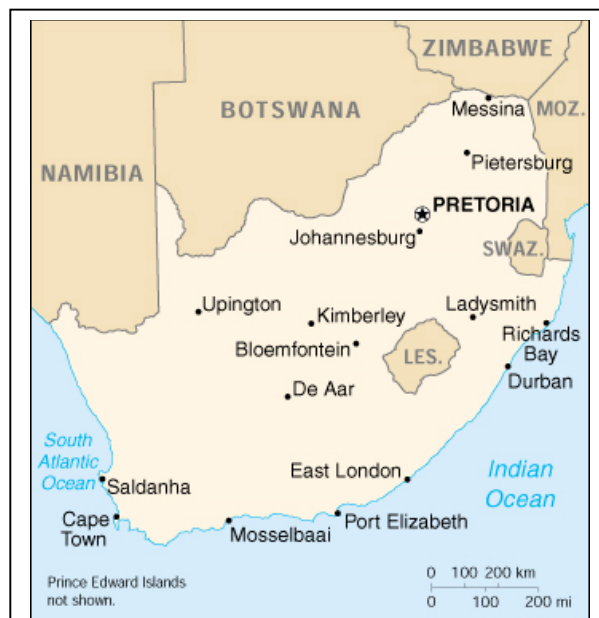 ZIMBABWE
Messina
BOTSWANA
MOZ.
NAMIBIA
Pietersburg
PRETORIA
Johannesburg
SWAZ.
Upington
Kimberley
Ladysmith
Bloemfontein
LES.
Richards
Bay
Durban
De Aar
South
Atlantic
Ocean
Saldanha
East London
Indian
Ocean
Cape
Town
Mosselbaai
Port Elizabeth
Prince Edward Islands
not shown.
0 100 200 km
0 100 200 mi